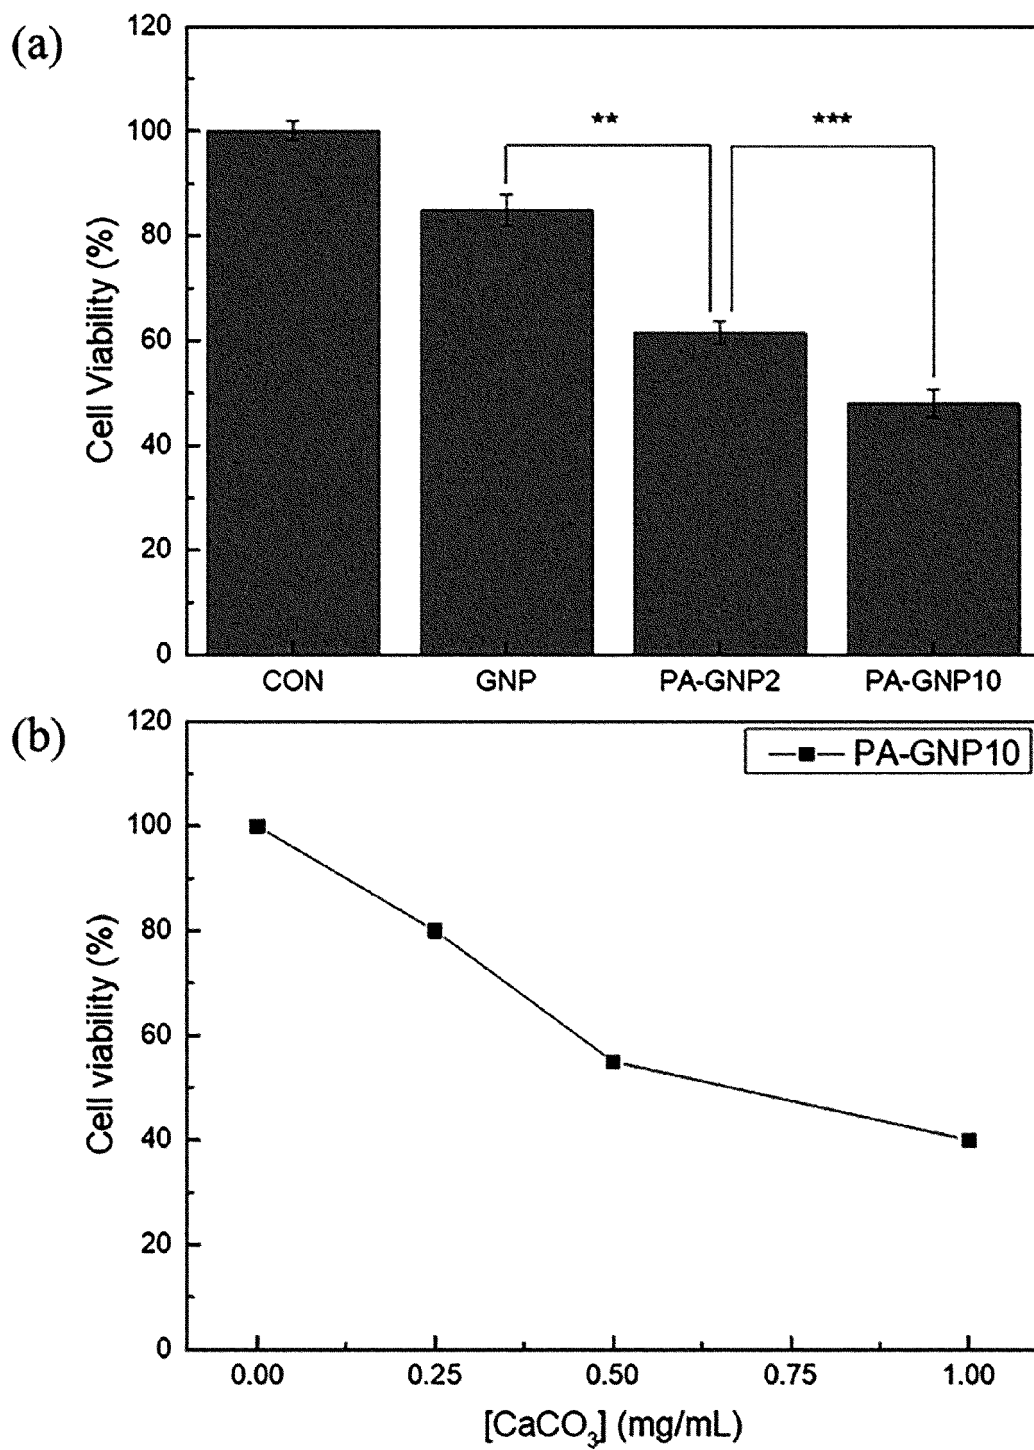 (a)
120
100
80
60
40
20
0
Cell Viability (%)
** ***
CON GNP PA-GNP2 PA-GNP10
(b)
120
100
80
60
40
20
0
Cell viability (%)
PA-GNP10
0.00 0.25 0.50 0.75 1.00
[CaCO₃] (mg/mL)